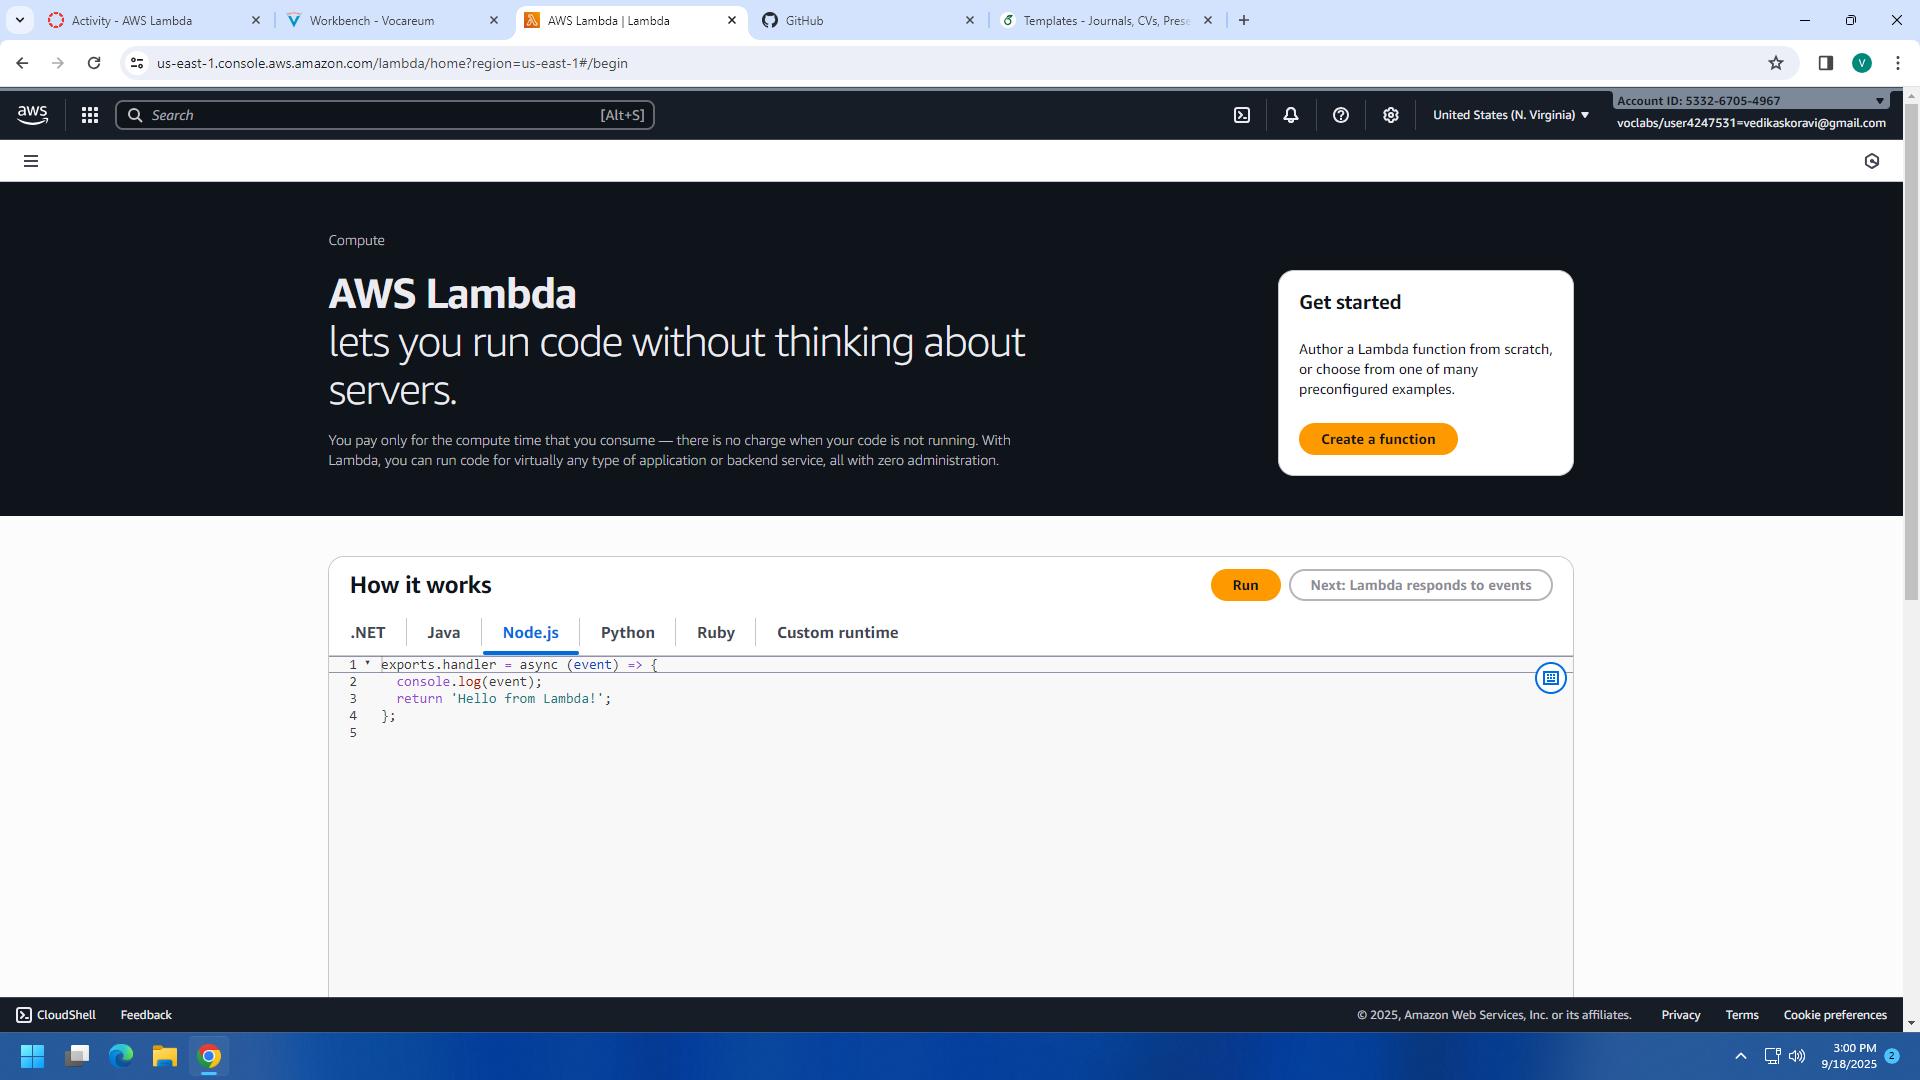 Activity - AWS Lambda
Workbench - Vocareum
AWS Lambda | Lambda
GitHub
Templates - Journals, CVs, Prese
us-east-1.console.aws.amazon.com/lambda/home?region=us-east-1#/begin
V
aws
Search
[Alt+S]
United States (N. Virginia)
Account ID: 5332-6705-4967
voclabs/user4247531=vedikaskoravi@gmail.com
Compute
AWS Lambda
lets you run code without thinking about
servers.
You pay only for the compute time that you consume — there is no charge when your code is not running. With
Lambda, you can run code for virtually any type of application or backend service, all with zero administration.
Get started
Author a Lambda function from scratch,
or choose from one of many
preconfigured examples.
Create a function
How it works
Run
Next: Lambda responds to events
.NET
Java
Node.js
Python
Ruby
Custom runtime
1 exports.handler = async (event) => {
2 console.log(event);
3 return 'Hello from Lambda!';
4 };
5
CloudShell
Feedback
© 2025, Amazon Web Services, Inc. or its affiliates.
Privacy
Terms
Cookie preferences
3:00 PM
9/18/2025
2